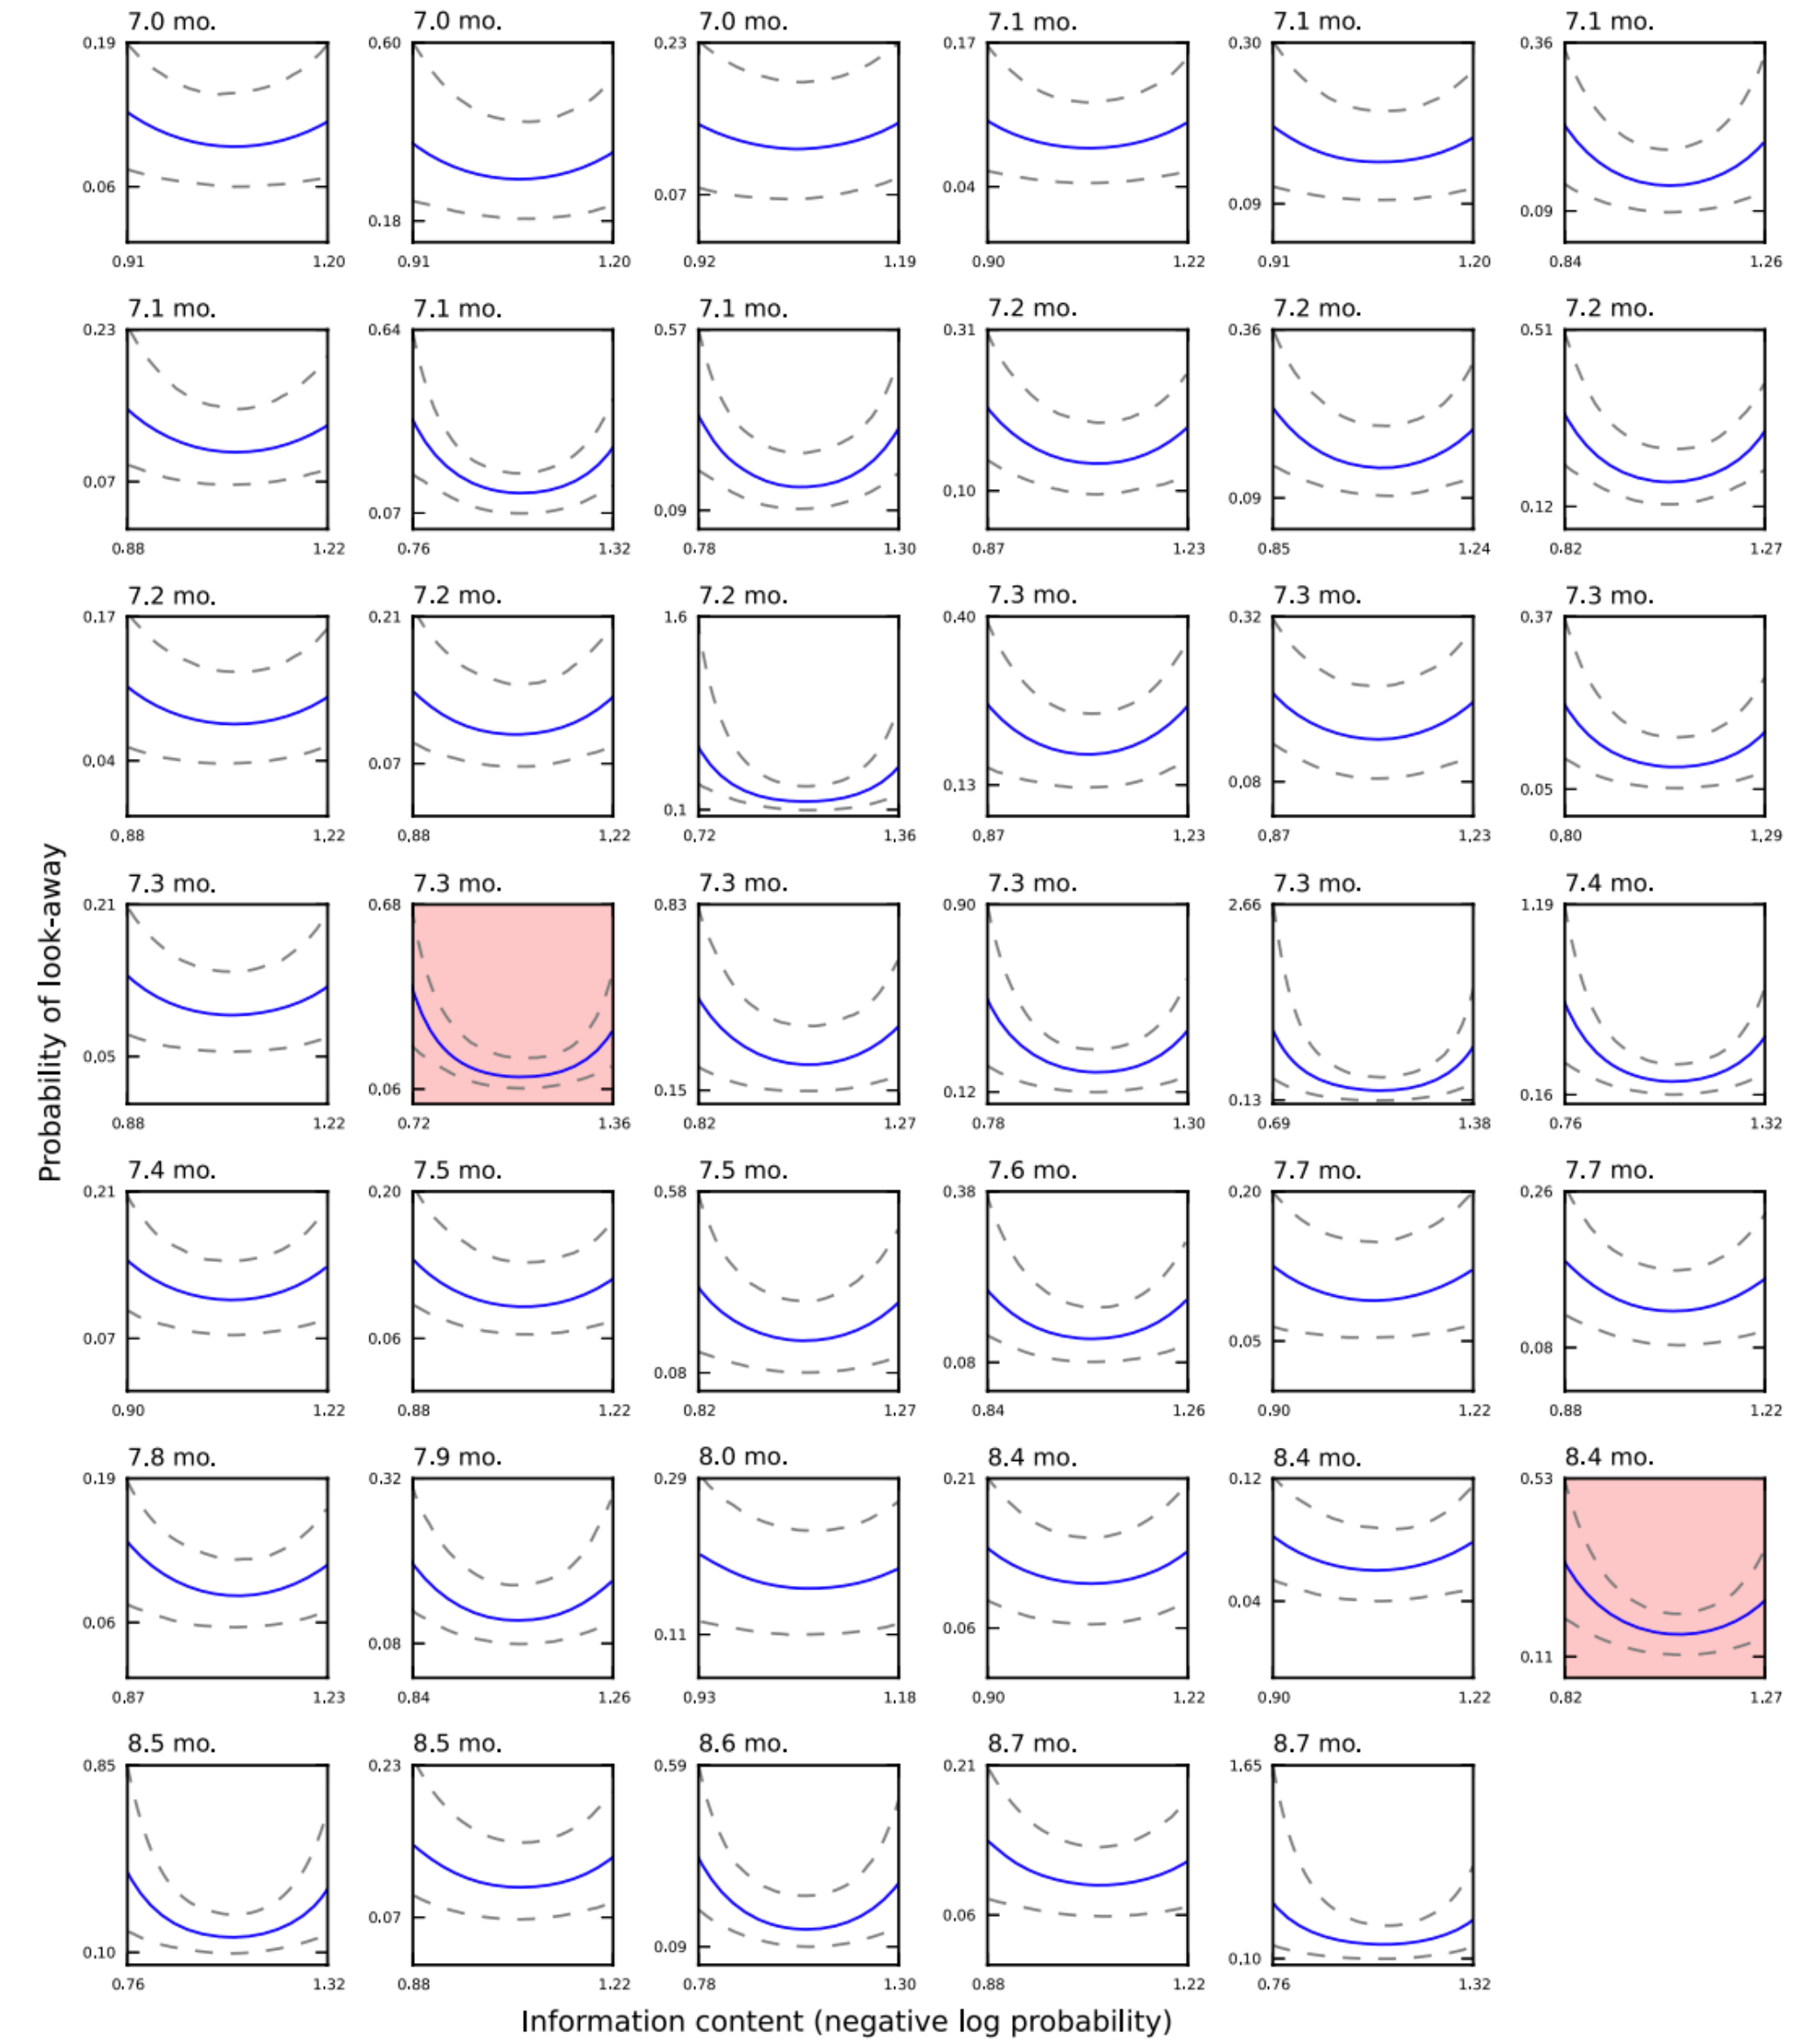 7.0 mo. 7.0 mo. 7.0 mo. 7.1 mo. 7.1 mo. 7.1 mo.
0.19 0.60 0.23 0.17 0.30 0.36
0.06 0.18 0.07 0.04 0.09 0.09
0.91 1.20 0.91 1.20 0.92 1.19 0.90 1.22 0.91 1.20 0.84 1.26
7.1 mo. 7.1 mo. 7.1 mo. 7.2 mo. 7.2 mo. 7.2 mo.
0.23 0.64 0.57 0.31 0.36 0.51
0.07 0.07 0.09 0.10 0.09 0.12
0.88 1.22 0.76 1.32 0.78 1.30 0.87 1.23 0.85 1.24 0.82 1.27
7.2 mo. 7.2 mo. 7.2 mo. 7.3 mo. 7.3 mo. 7.3 mo.
0.17 0.21 1.6 0.40 0.32 0.37
0.04 0.07 0.1 0.13 0.08 0.05
0.88 1.22 0.88 1.22 0.72 1.36 0.87 1.23 0.87 1.23 0.80 1.29
Probability of look-away
7.3 mo. 7.3 mo. 7.3 mo. 7.3 mo. 7.3 mo. 7.4 mo.
0.21 0.68 0.83 0.90 2.66 1.19
0.05 0.06 0.15 0.12 0.13 0.16
0.88 1.22 0.72 1.36 0.82 1.27 0.78 1.30 0.69 1.38 0.76 1.32
7.4 mo. 7.5 mo. 7.5 mo. 7.6 mo. 7.7 mo. 7.7 mo.
0.21 0.20 0.58 0.38 0.20 0.26
0.07 0.06 0.08 0.08 0.05 0.08
0.90 1.22 0.88 1.22 0.82 1.27 0.84 1.26 0.90 1.22 0.88 1.22
7.8 mo. 7.9 mo. 8.0 mo. 8.4 mo. 8.4 mo. 8.4 mo.
0.19 0.32 0.29 0.21 0.12 0.53
0.06 0.08 0.11 0.06 0.04 0.11
0.87 1.23 0.84 1.26 0.93 1.18 0.90 1.22 0.90 1.22 0.82 1.27
8.5 mo. 8.5 mo. 8.6 mo. 8.7 mo. 8.7 mo.
0.85 0.23 0.59 0.21 1.65
0.10 0.07 0.09 0.06 0.10
0.76 1.32 0.88 1.22 0.78 1.30 0.88 1.22 0.76 1.32
Information content (negative log probability)